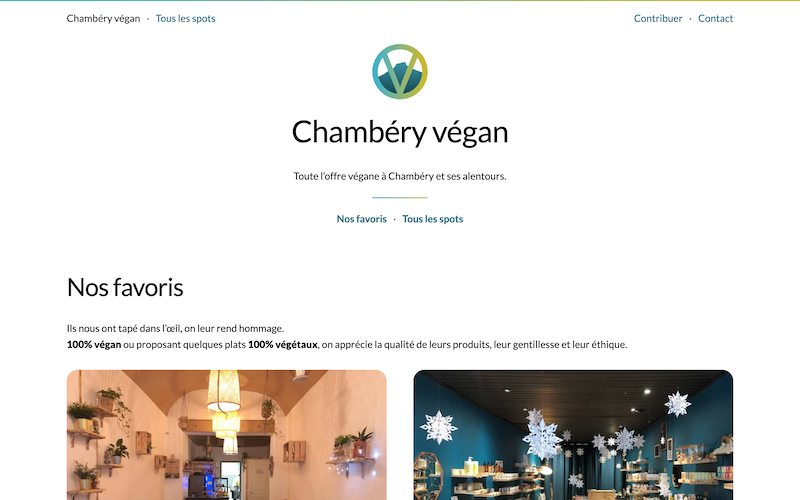 Chambéry végan · Tous les spots
Contribuer · Contact
Chambéry végan
Toute l'offre végane à Chambéry et ses alentours.
Nos favoris · Tous les spots
Nos favoris
Ils nous ont tapé dans l'œil, on leur rend hommage.
100% végan ou proposant quelques plats 100% végétaux, on apprécie la qualité de leurs produits, leur gentillesse et leur éthique.